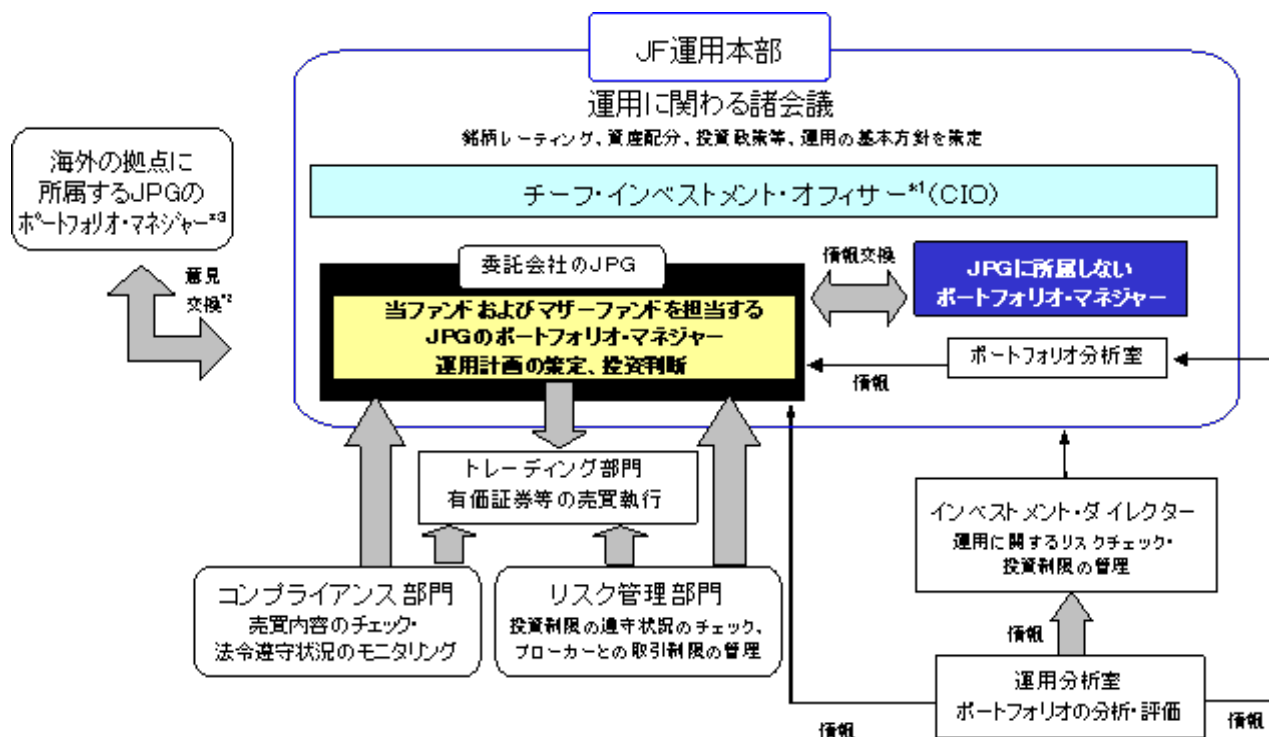 JF運用本部
運用に関わる諸会議
銘柄レーティング、資産配分、投資政策等、運用の基本方針を策定
チーフ・インベストメント・オフィサー*1(CIO)
海外の拠点に
所属するJPGの
ポートフォリオ・マネジャー*3
意見
交換*2
委託会社のJPG
当ファンドおよびマザーファンドを担当する
JPGのポートフォリオ・マネジャー
運用計画の策定、投資判断
情報交換
JPGに所属しない
ポートフォリオ・マネジャー
ポートフォリオ分析室
情報
トレーディング部門
有価証券等の売買執行
コンプライアンス部門
売買内容のチェック・
法令遵守状況のモニタリング
リスク管理部門
投資制限の遵守状況のチェック、
ブローカーとの取引制限の管理
インベストメント・ダイレクター
運用に関するリスクチェック・
投資制限の管理
情報
運用分析室
ポートフォリオの分析・評価
情報
情報